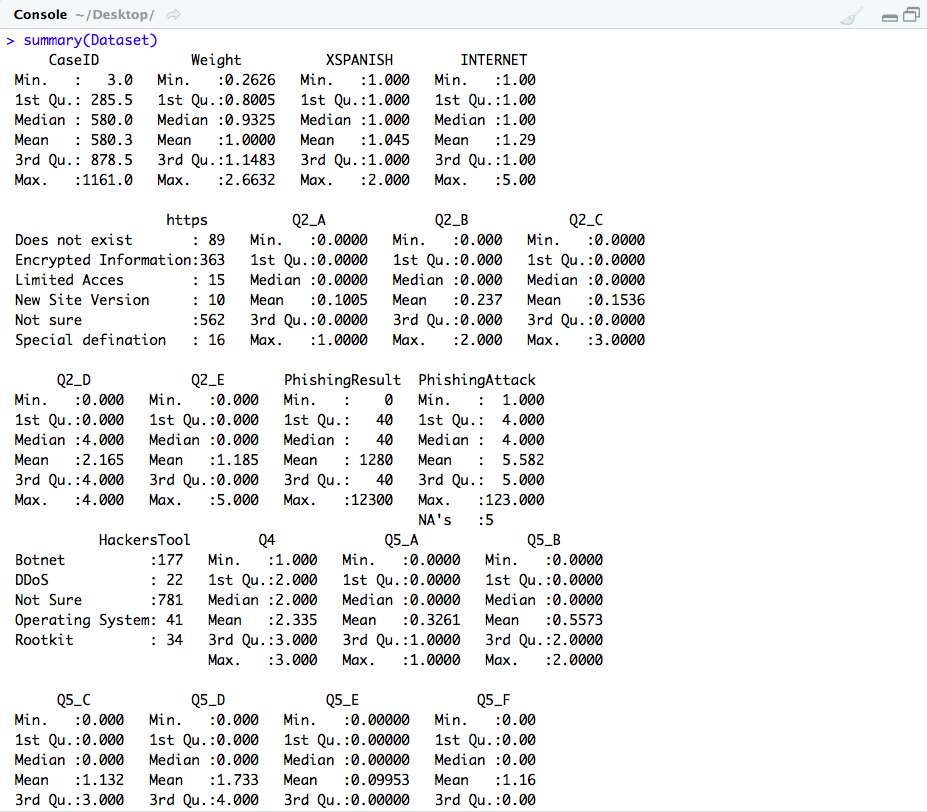 Console ~/Desktop/
> summary(Dataset)
     CaseID           Weight          XSPANISH        INTERNET
Min.   :   3.0   Min.   :0.2626   Min.   :1.000   Min.   :1.00
1st Qu.: 285.5   1st Qu.:0.8005   1st Qu.:1.000   1st Qu.:1.00
Median : 580.0   Median :0.9325   Median :1.000   Median :1.00
Mean   : 580.3   Mean   :1.0000   Mean   :1.045   Mean   :1.29
3rd Qu.: 878.5   3rd Qu.:1.1483   3rd Qu.:1.000   3rd Qu.:1.00
Max.   :1161.0   Max.   :2.6632   Max.   :2.000   Max.   :5.00
                  https          Q2_A             Q2_B            Q2_C
Does not exist       : 89   Min.   :0.0000   Min.   :0.000   Min.   :0.0000
Encrypted Information:363   1st Qu.:0.0000   1st Qu.:0.000   1st Qu.:0.0000
Limited Acces        : 15   Median :0.0000   Median :0.000   Median :0.0000
New Site Version     : 10   Mean   :0.1005   Mean   :0.237   Mean   :0.1536
Not sure             :562   3rd Qu.:0.0000   3rd Qu.:0.000   3rd Qu.:0.0000
Special defination   : 16   Max.   :1.0000   Max.   :2.000   Max.   :3.0000
     Q2_D            Q2_E       PhishingResult  PhishingAttack
Min.   :0.000   Min.   :0.000   Min.   :    0   Min.   :  1.000
1st Qu.:0.000   1st Qu.:0.000   1st Qu.:   40   1st Qu.:  4.000
Median :4.000   Median :0.000   Median :   40   Median :  4.000
Mean   :2.165   Mean   :1.185   Mean   : 1280   Mean   :  5.582
3rd Qu.:4.000   3rd Qu.:0.000   3rd Qu.:   40   3rd Qu.:  5.000
Max.   :4.000   Max.   :5.000   Max.   :12300   Max.   :123.000
                                                NA's   :5
          HackersTool        Q4             Q5_A             Q5_B
Botnet          :177   Min.   :1.000   Min.   :0.0000   Min.   :0.0000
DDoS            : 22   1st Qu.:2.000   1st Qu.:0.0000   1st Qu.:0.0000
Not Sure        :781   Median :2.000   Median :0.0000   Median :0.0000
Operating System: 41   Mean   :2.335   Mean   :0.3261   Mean   :0.5573
Rootkit         : 34   3rd Qu.:3.000   3rd Qu.:1.0000   3rd Qu.:2.0000
                       Max.   :3.000   Max.   :1.0000   Max.   :2.0000
     Q5_C            Q5_D            Q5_E              Q5_F
Min.   :0.000   Min.   :0.000   Min.   :0.00000   Min.   :0.00
1st Qu.:0.000   1st Qu.:0.000   1st Qu.:0.00000   1st Qu.:0.00
Median :0.000   Median :0.000   Median :0.00000   Median :0.00
Mean   :1.132   Mean   :1.733   Mean   :0.09953   Mean   :1.16
3rd Qu.:3.000   3rd Qu.:4.000   3rd Qu.:0.00000   3rd Qu.:0.00